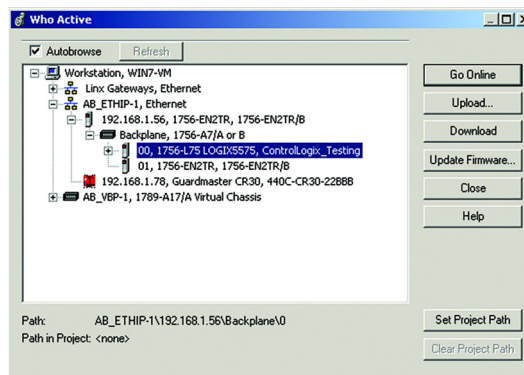 Who Active
Autobrowse
Refresh
Workstation, WIN7-VM
Linx Gateways, Ethernet
AB_ETHIP-1, Ethernet
192.168.1.56, 1756-EN2TR, 1756-EN2TR/B
Backplane, 1756-A7/A or B
00, 1756-L75 LOGIX5575, ControlLogix_Testing
01, 1756-EN2TR, 1756-EN2TR/B
192.168.1.78, Guardmaster CR30, 440C-CR30-22BBB
AB_VBP-1, 1789-A17/A Virtual Chassis
Go Online
Upload...
Download
Update Firmware...
Close
Help
Path: AB_ETHIP-1\192.168.1.56\Backplane\0
Path in Project: <none>
Set Project Path
Clear Project Path